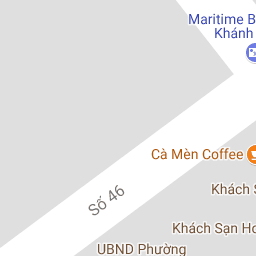 Maritime B
Khánh
Cà Mèn Coffee
Số 46
Khách S
Khách Sạn Ho
UBND Phường